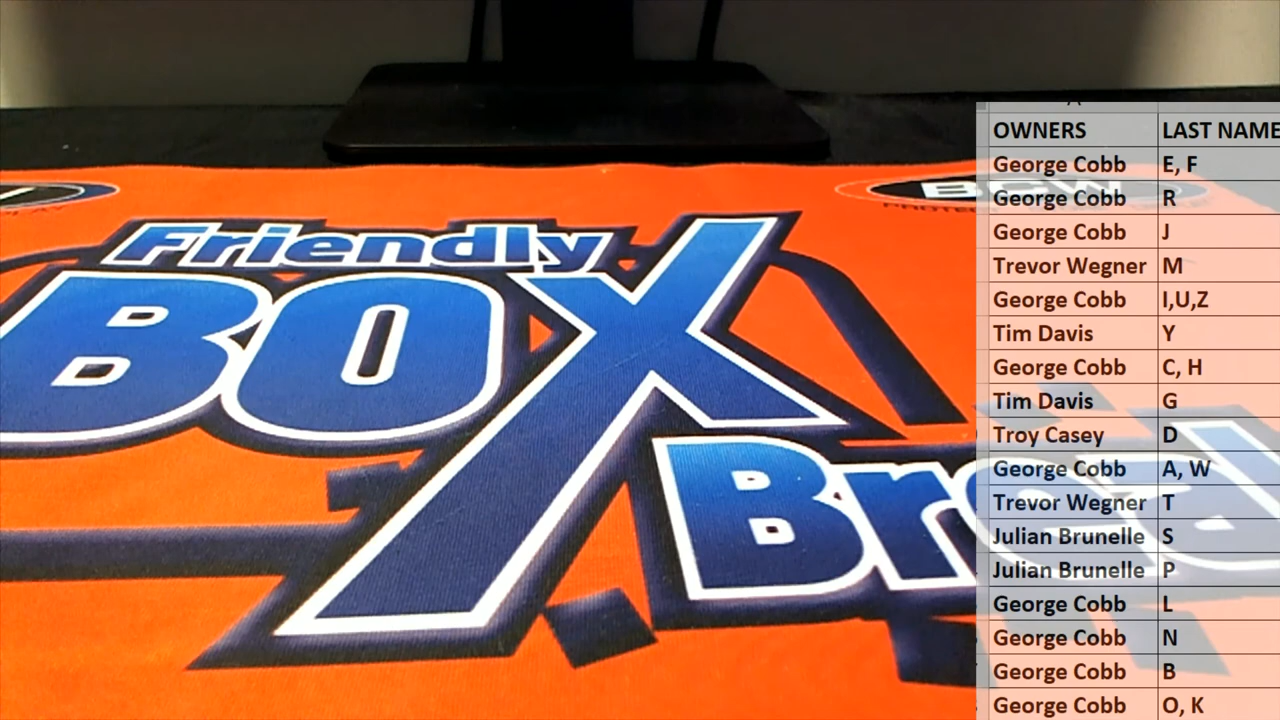 Friendly
BOX
Bre
BCW
OWNERS LAST NAME
George Cobb E, F
George Cobb R
George Cobb J
Trevor Wegner M
George Cobb I,U,Z
Tim Davis Y
George Cobb C, H
Tim Davis G
Troy Casey D
George Cobb A, W
Trevor Wegner T
Julian Brunelle S
Julian Brunelle P
George Cobb L
George Cobb N
George Cobb B
George Cobb O, K